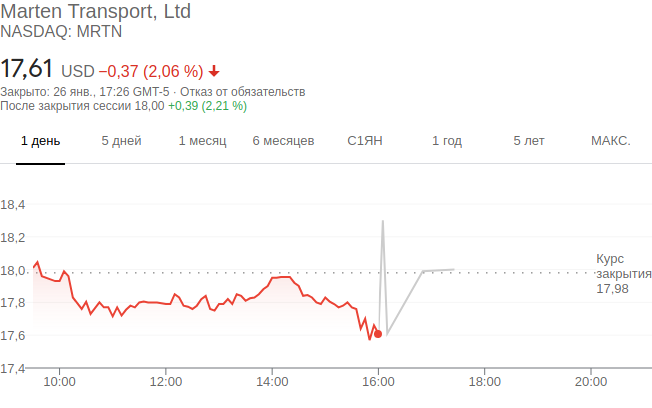 Marten Transport, Ltd
NASDAQ: MRTN
17,61 USD −0,37 (2,06 %)
Закрыто: 26 янв., 17:26 GMT-5 · Отказ от обязательств
После закрытия сессии 18,00 +0,39 (2,21 %)
1 день 5 дней 1 месяц 6 месяцев С1ЯН 1 год 5 лет МАКС.
18,4
18,2
18,0
17,8
17,6
17,4
Курс
закрытия
17,98
10:00 12:00 14:00 16:00 18:00 20:00